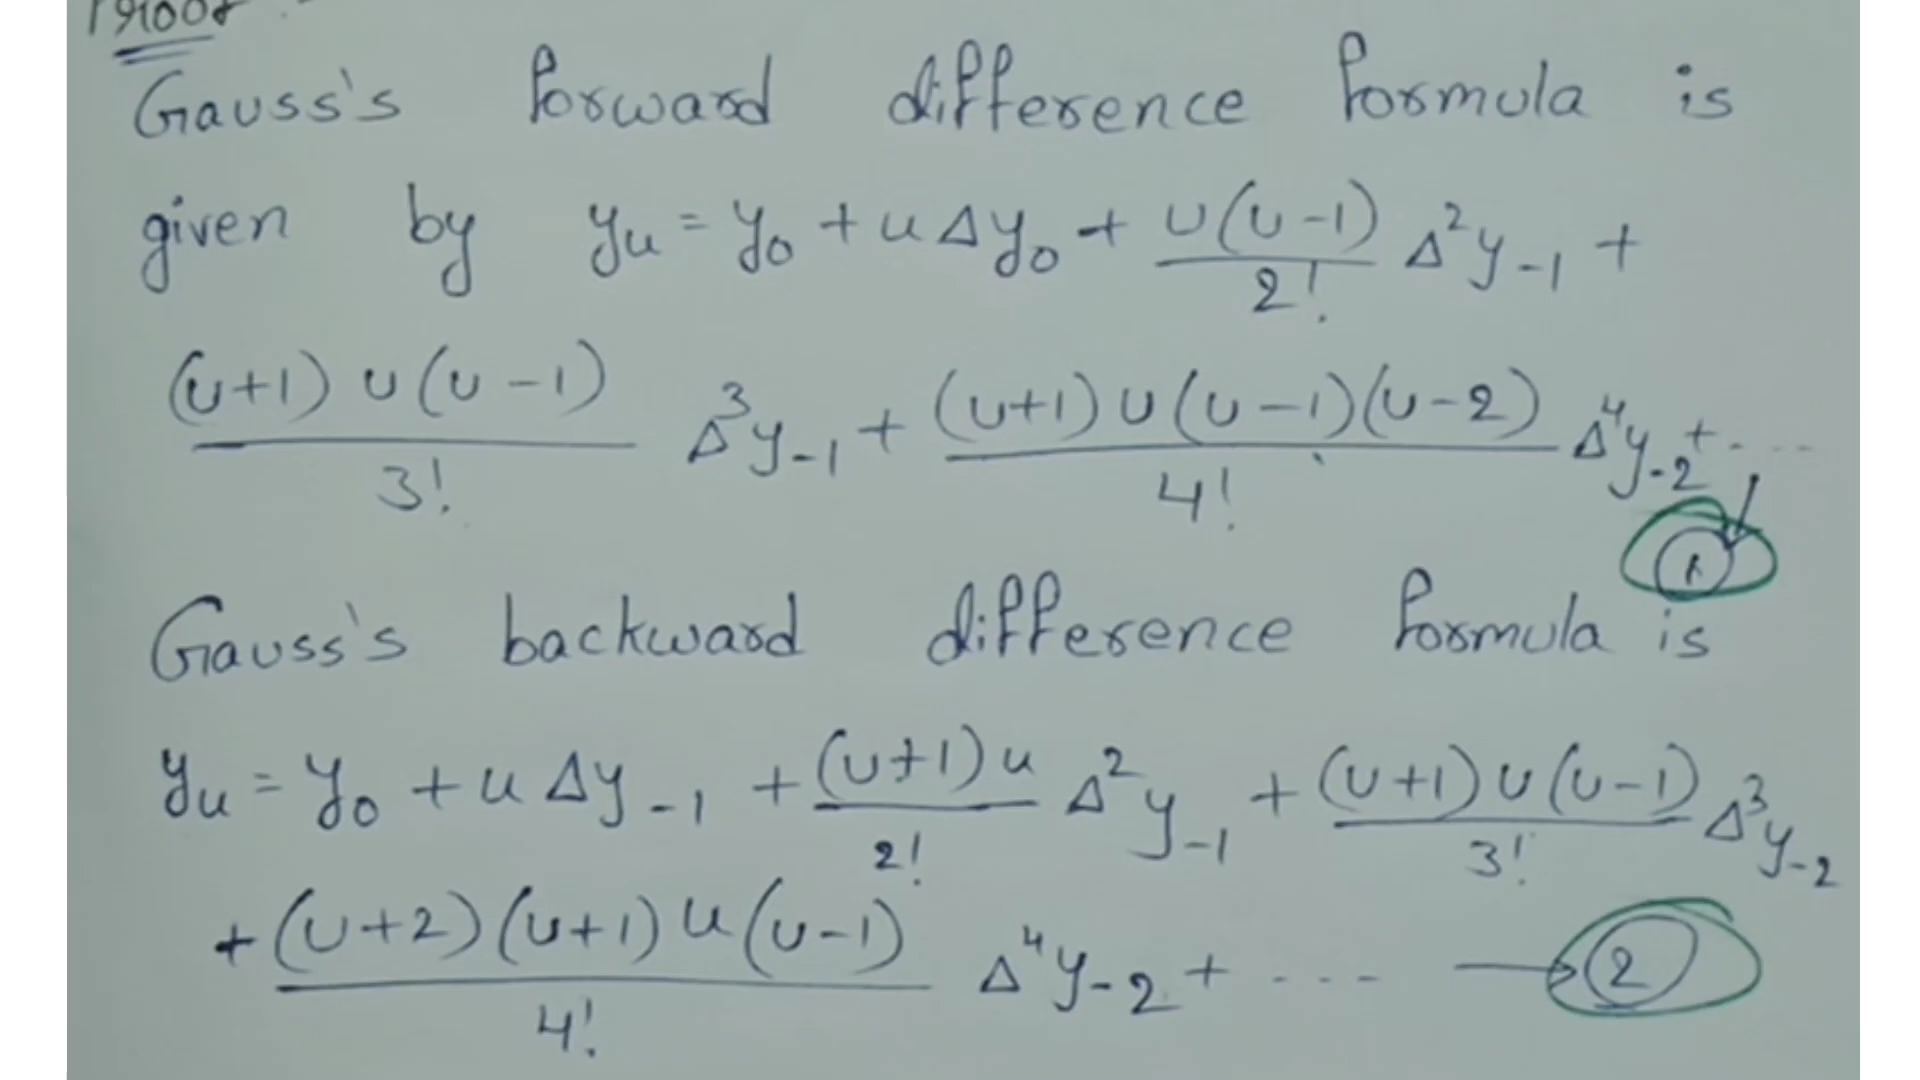 Proof
Gauss's forward difference formula is
given by yu = y0 + u Δy0 + u(u-1)/2! Δ²y-1 +
(u+1) u (u-1)/3! Δ³y-1 + (u+1) u (u-1)(u-2)/4! Δ⁴y-2 + ....
1
Gauss's backward difference formula is
yu = y0 + u Δy-1 + (u+1) u/2! Δ²y-1 + (u+1) u (u-1)/3! Δ³y-2
+ (u+2) (u+1) u (u-1)/4! Δ⁴y-2 + .... → 2